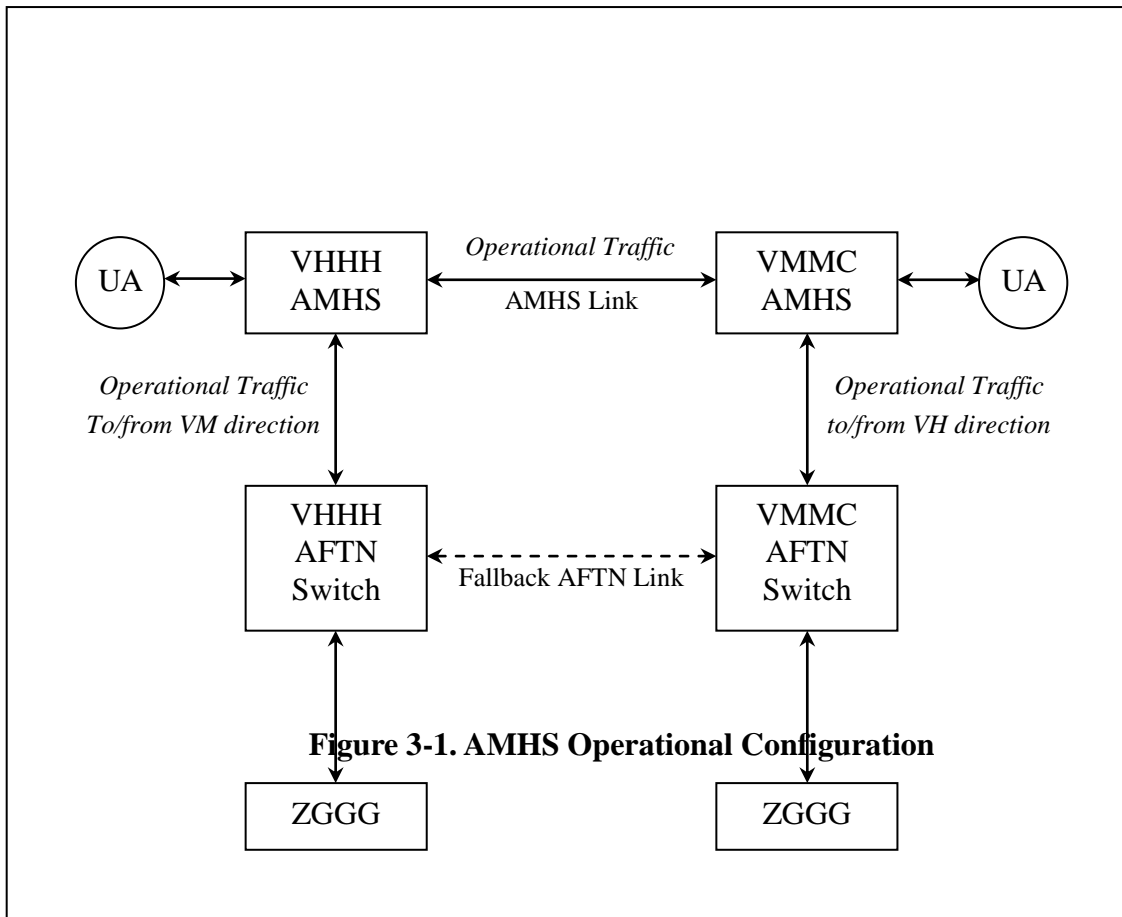 UA
VHHH
AMHS
Operational Traffic
AMHS Link
VMMC
AMHS
UA
Operational Traffic
To/from VM direction
Operational Traffic
to/from VH direction
VHHH
AFTN
Switch
Fallback AFTN Link
VMMC
AFTN
Switch
Figure 3-1. AMHS Operational Configuration
ZGGG
ZGGG